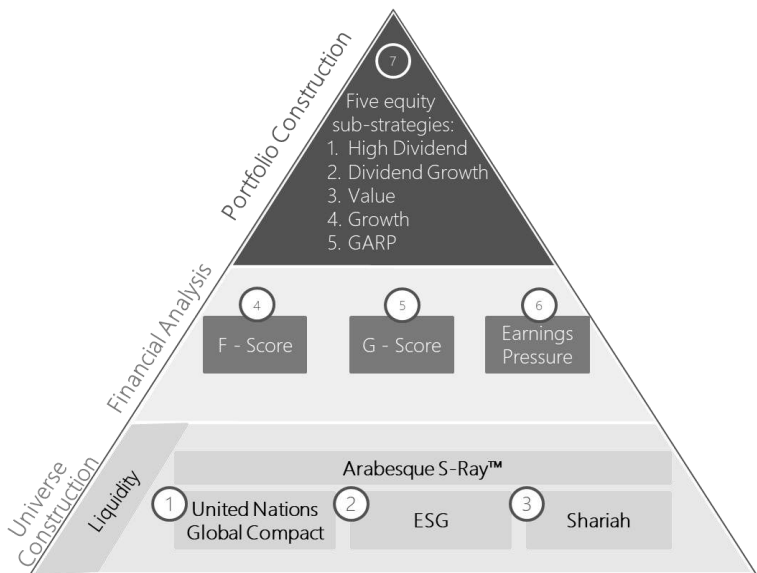 Portfolio Construction
7
Five equity
sub-strategies:
1. High Dividend
2. Dividend Growth
3. Value
4. Growth
5. GARP
Financial Analysis
4
F - Score
5
G - Score
6
Earnings
Pressure
Universe
Construction
Liquidity
Arabesque S-Ray™
1
United Nations
Global Compact
2
ESG
3
Shariah